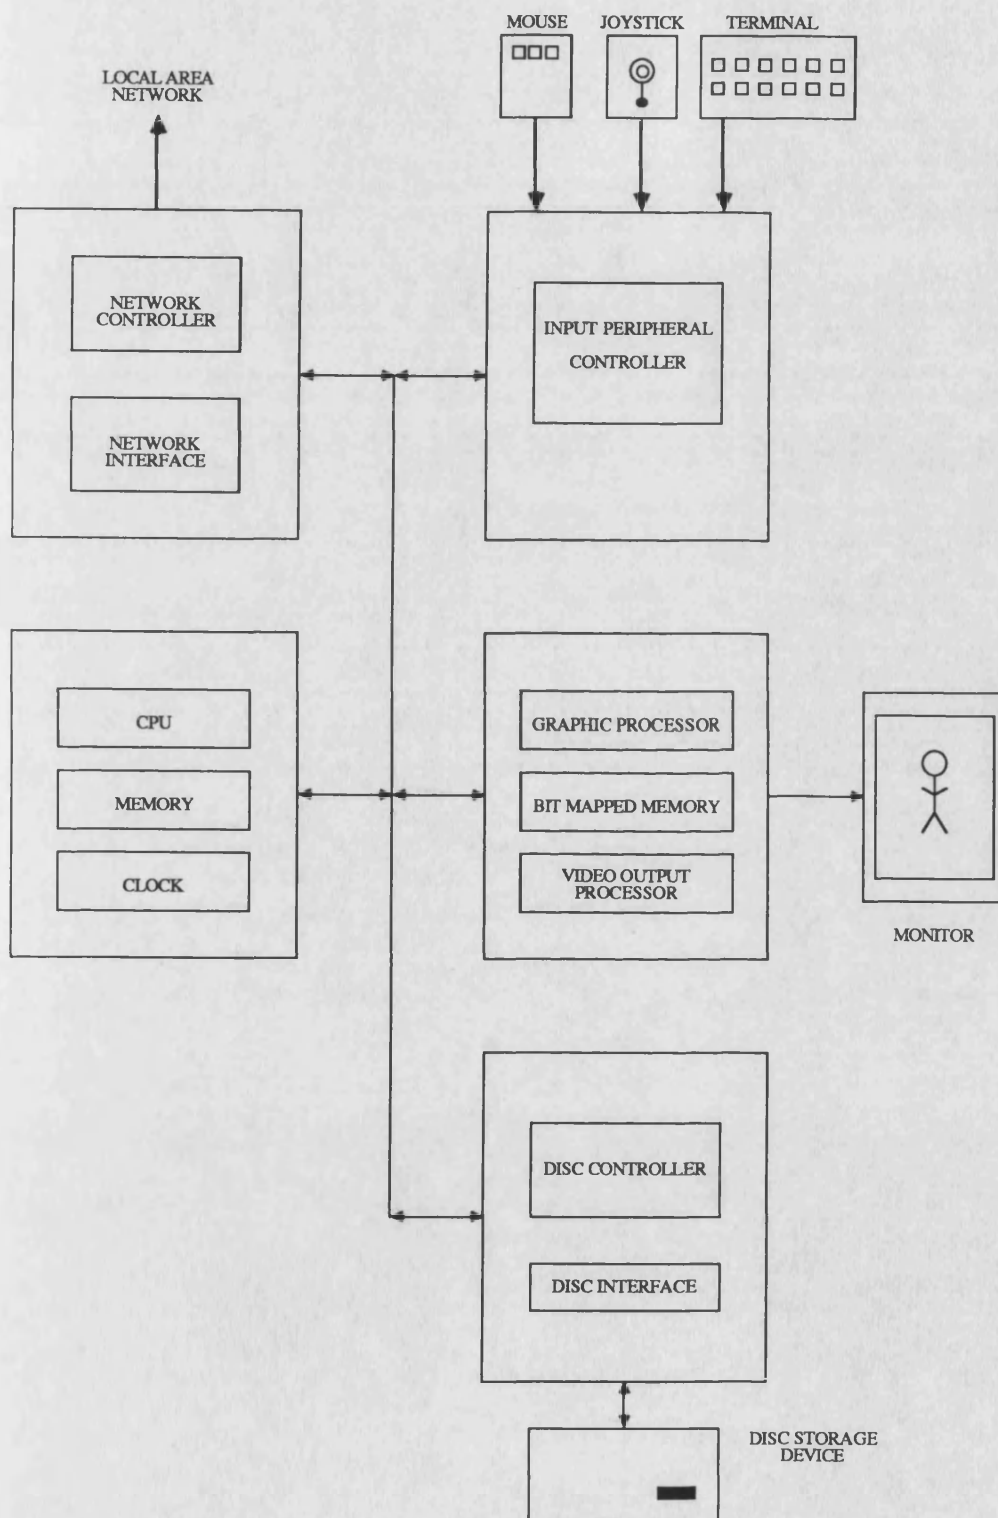 MOUSE
JOYSTICK
TERMINAL
LOCAL AREA
NETWORK
NETWORK
CONTROLLER
INPUT PERIPHERAL
CONTROLLER
NETWORK
INTERFACE
CPU
MEMORY
CLOCK
GRAPHIC PROCESSOR
BIT MAPPED MEMORY
VIDEO OUTPUT
PROCESSOR
MONITOR
DISC CONTROLLER
DISC INTERFACE
DISC STORAGE
DEVICE